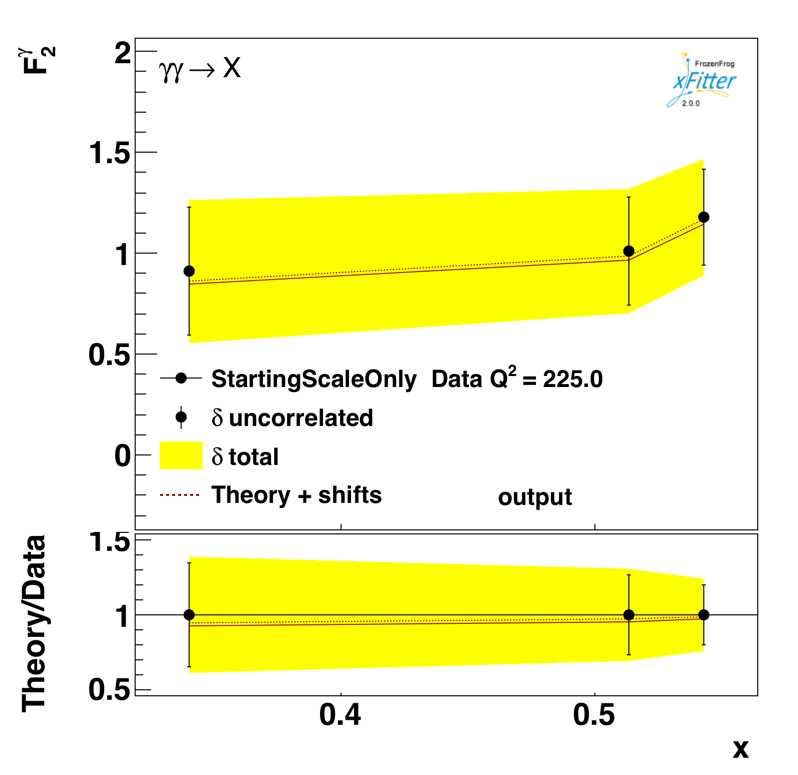 F₂^γ
2
γγ → X
FrozenFrog
xFitter
2.0.0
1.5
1
0.5
StartingScaleOnly Data Q² = 225.0
δ uncorrelated
0
δ total
Theory + shifts output
Theory/Data
1.5
1
0.5
0.4 0.5
x